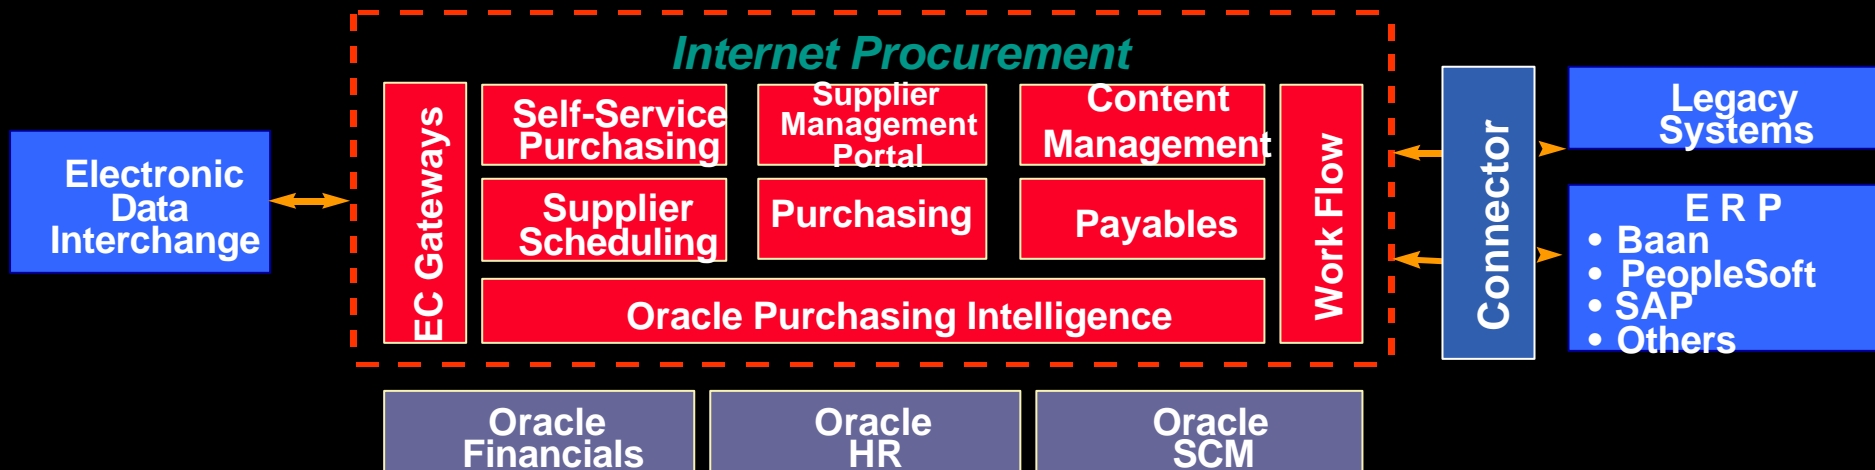 Internet Procurement
Electronic
Data
Interchange
EC Gateways
Self-Service
Purchasing
Supplier
Management
Portal
Content
Management
Supplier
Scheduling
Purchasing
Payables
Oracle Purchasing Intelligence
Work Flow
Connector
Legacy
Systems
E R P
• Baan
• PeopleSoft
• SAP
• Others
Oracle
Financials
Oracle
HR
Oracle
SCM